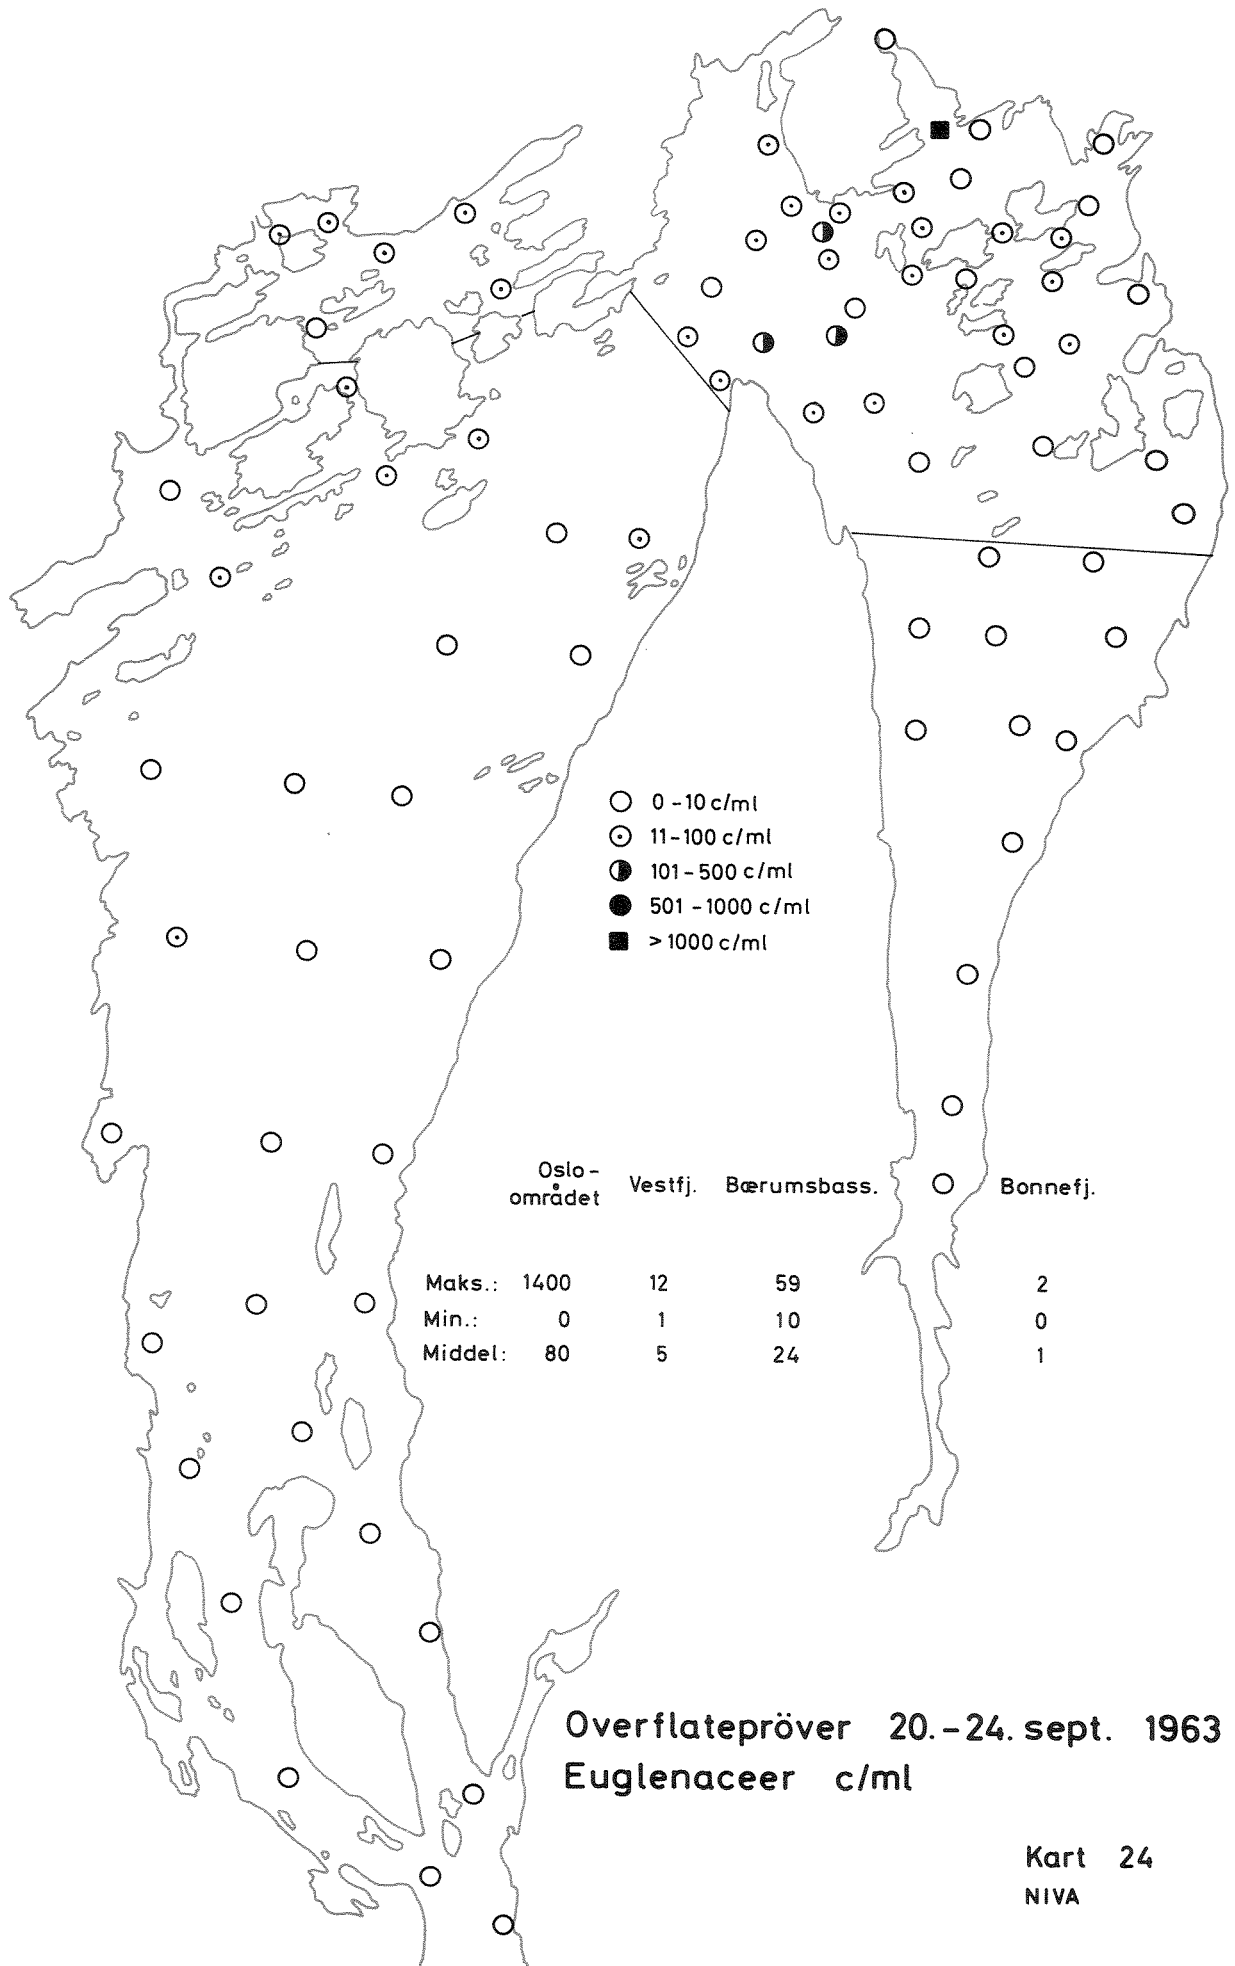 0 - 10 c/ml
11 - 100 c/ml
101 - 500 c/ml
501 - 1000 c/ml
> 1000 c/ml
Oslo-området Vestfj. Bærumsbass. Bonnefj.
Maks.: 1400 12 59 2
Min.: 0 1 10 0
Middel: 80 5 24 1
Overflatepröver 20.-24. sept. 1963
Euglenaceer c/ml
Kart 24
NIVA